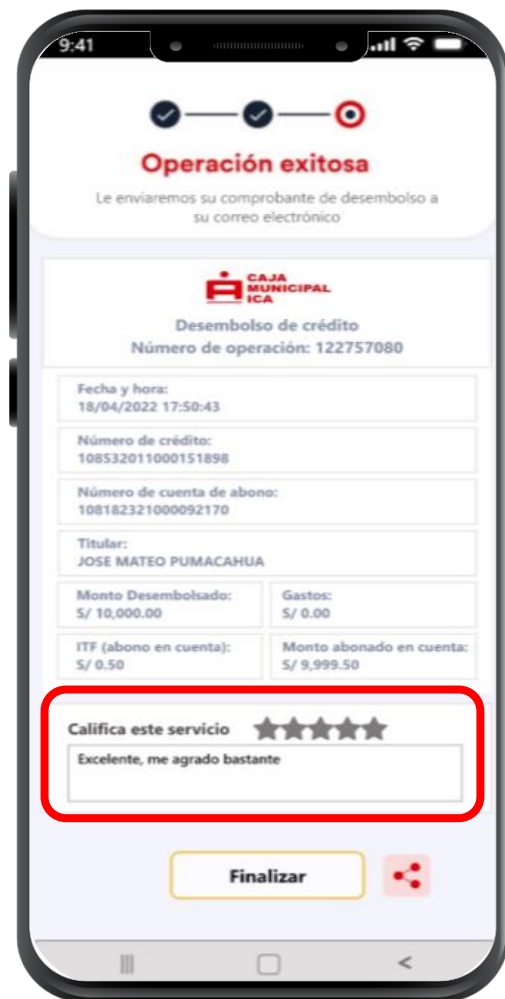 9:41
Operación exitosa
Le enviaremos su comprobante de desembolso a
su correo electrónico
CAJA
MUNICIPAL
ICA
Desembolso de crédito
Número de operación: 122757080
Fecha y hora:
18/04/2022 17:50:43
Número de crédito:
108532011000151898
Número de cuenta de abono:
108182321000092170
Titular:
JOSE MATEO PUMACAHUA
Monto Desembolsado:
S/ 10,000.00
Gastos:
S/ 0.00
ITF (abono en cuenta):
S/ 0.50
Monto abonado en cuenta:
S/ 9,999.50
Califica este servicio
Excelente, me agrado bastante
Finalizar